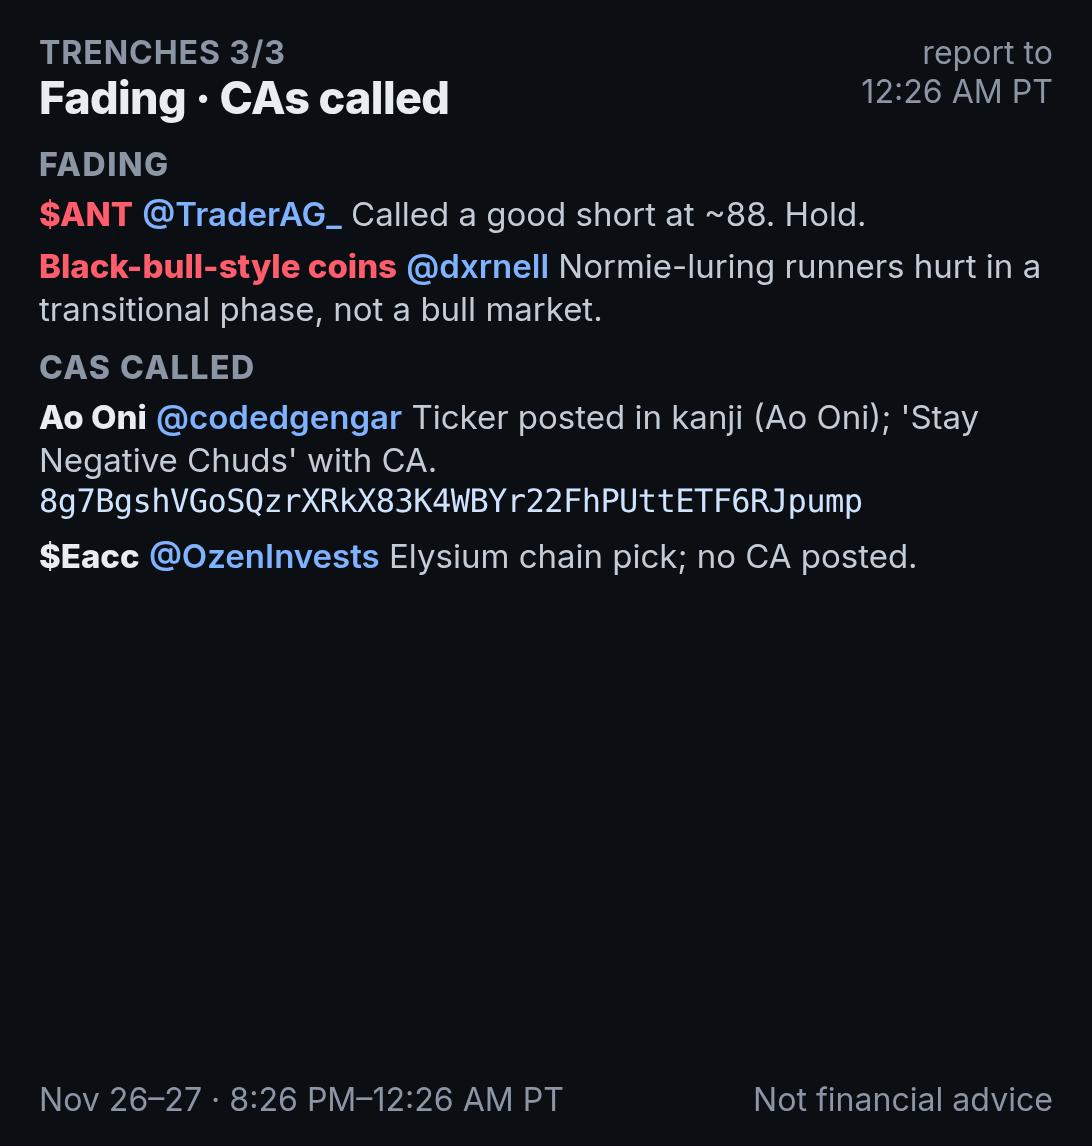 TRENCHES 3/3
report to
12:26 AM PT
Fading · CAs called
FADING
$ANT @TraderAG_ Called a good short at ~88. Hold.
Black-bull-style coins @dxrnell Normie-luring runners hurt in a
transitional phase, not a bull market.
CAS CALLED
Ao Oni @codedgengar Ticker posted in kanji (Ao Oni); 'Stay
Negative Chuds' with CA.
8g7BgshVGoSQzrXRkX83K4WBYr22FhPUttETF6RJpump
$Eacc @OzenInvests Elysium chain pick; no CA posted.
Nov 26–27 · 8:26 PM–12:26 AM PT
Not financial advice